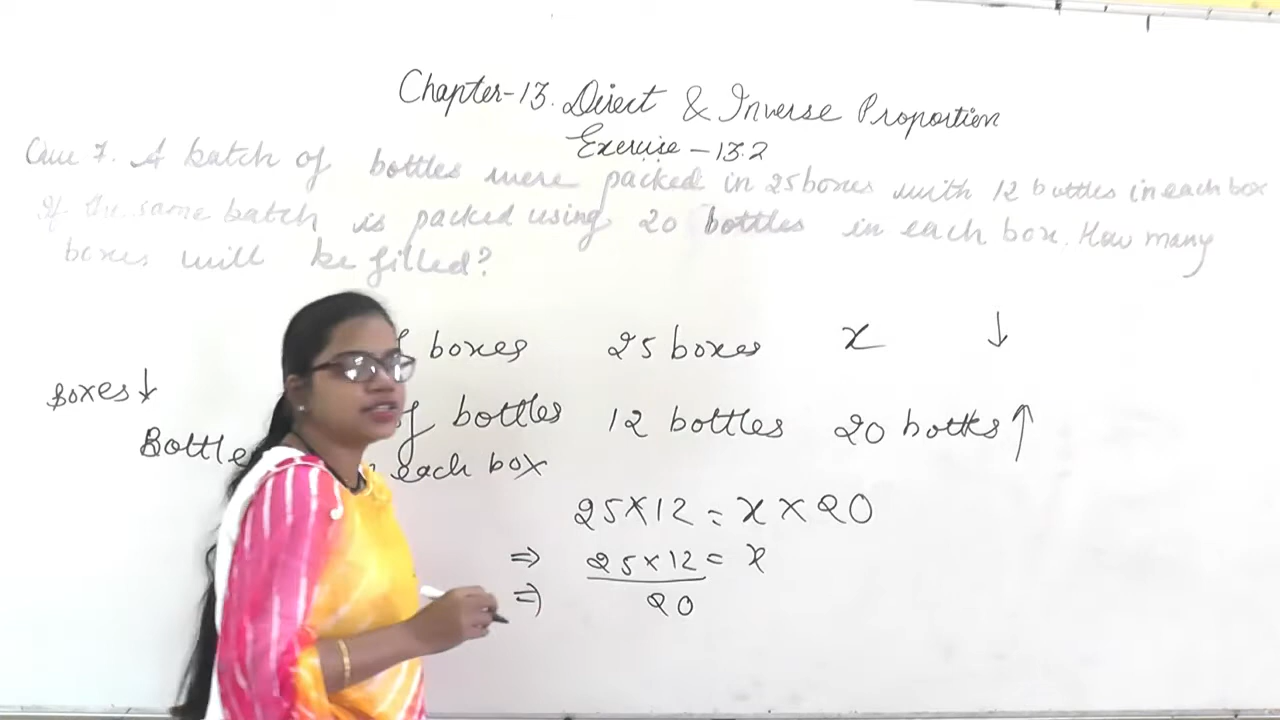 Chapter-13. Direct & Inverse Proportion
Exercise - 13.2
7. A batch of bottles were packed in 25 boxes with 12 bottles in each box
If the same batch is packed using 20 bottles in each box. How many
boxes will be filled?
boxes 25 boxes x ↓
Boxes ↓
bottles 12 bottles 20 bottles ↑
each box
25×12 = x × 20
⇒ 25×12 = x
⇒ 20